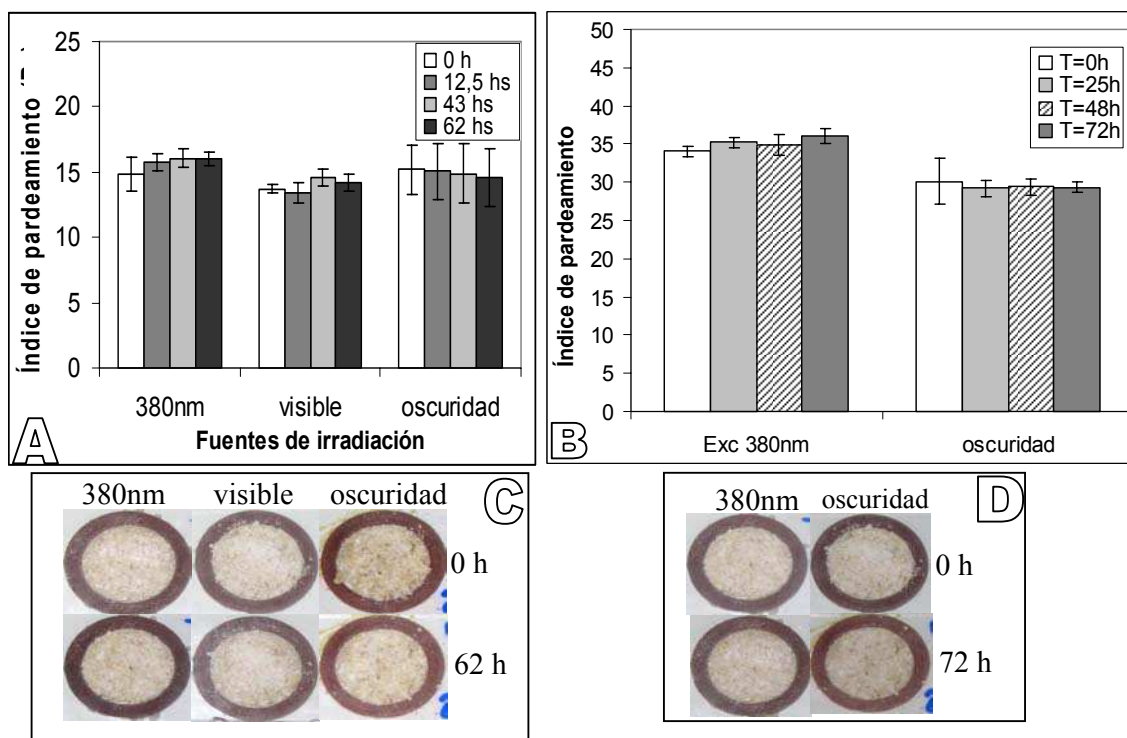 Índice de pardeamiento
25
20
15
10
5
0
0 h
12,5 hs
43 hs
62 hs
380nm visible oscuridad
Fuentes de irradiación
A
Índice de pardeamiento
50
45
40
35
30
25
20
15
10
5
0
T=0h
T=25h
T=48h
T=72h
Exc 380nm oscuridad
B
380nm visible oscuridad
C
0 h
62 h
380nm oscuridad
D
0 h
72 h